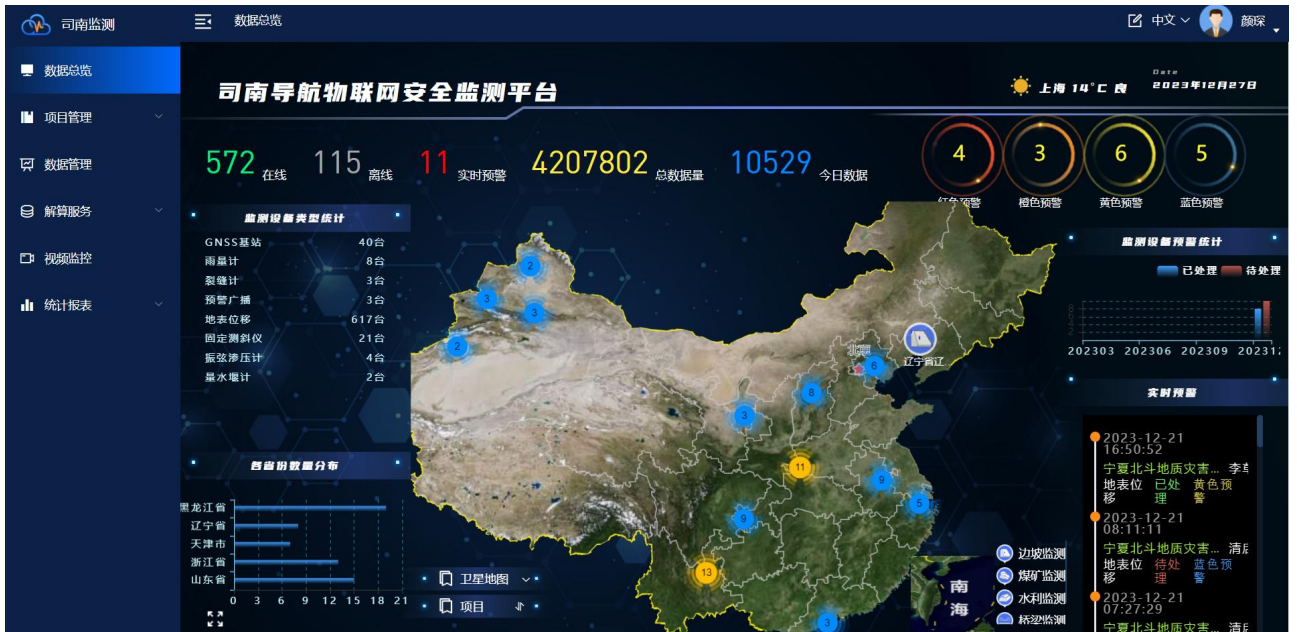 司南监测
数据总览
中文
颜琛
数据总览
项目管理
数据管理
解算服务
视频监控
统计报表
司南导航物联网安全监测平台
上海 14°C 良
Date
2023年12月27日
572 在线
115 离线
11 实时预警
4207802 总数据量
10529 今日数据
4
红色预警
3
橙色预警
6
黄色预警
5
蓝色预警
监测设备类型统计
GNSS基站 40台
雨量计 8台
裂缝计 3台
预警广播 3台
地表位移 617台
固定测斜仪 21台
振弦渗压计 4台
量水堰计 2台
各省份数量分布
黑龙江省
辽宁省
天津市
浙江省
山东省
0 3 6 9 12 15 18 21
2
3
3
2
北京
6
辽宁省辽
8
3
11
9
5
9
13
3
卫星地图
项目
南
海
边坡监测
煤矿监测
水利监测
桥梁监测
监测设备预警统计
已处理 待处理
202303 202306 202309 20231
实时预警
2023-12-21
16:50:52
宁夏北斗地质灾害... 李
地表位移 已处理 黄色预警
2023-12-21
08:11:11
宁夏北斗地质灾害... 清
地表位移 待处理 蓝色预警
2023-12-21
07:27:29
宁夏北斗地质灾害... 清